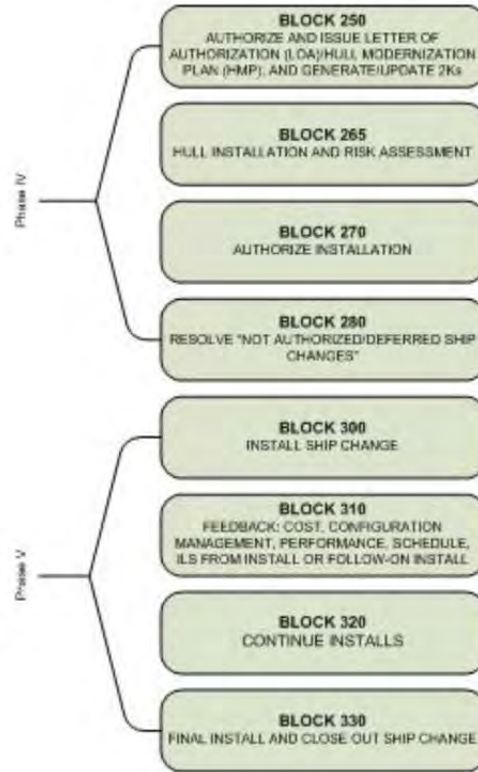 BLOCK 250
AUTHORIZE AND ISSUE LETTER OF
AUTHORIZATION (LOA)/HULL MODERNIZATION
PLAN (HMP); AND GENERATE/UPDATE 2Ks
BLOCK 265
HULL INSTALLATION AND RISK ASSESSMENT
Phase IV
BLOCK 270
AUTHORIZE INSTALLATION
BLOCK 280
RESOLVE "NOT AUTHORIZED/DEFERRED SHIP
CHANGES"
BLOCK 300
INSTALL SHIP CHANGE
BLOCK 310
FEEDBACK: COST, CONFIGURATION
MANAGEMENT, PERFORMANCE, SCHEDULE,
ILS FROM INSTALL OR FOLLOW-ON INSTALL
Phase V
BLOCK 320
CONTINUE INSTALLS
BLOCK 330
FINAL INSTALL AND CLOSE OUT SHIP CHANGE